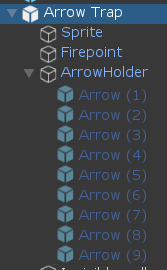 Arrow Trap
Sprite
Firepoint
ArrowHolder
Arrow (1)
Arrow (2)
Arrow (3)
Arrow (4)
Arrow (5)
Arrow (6)
Arrow (7)
Arrow (8)
Arrow (9)